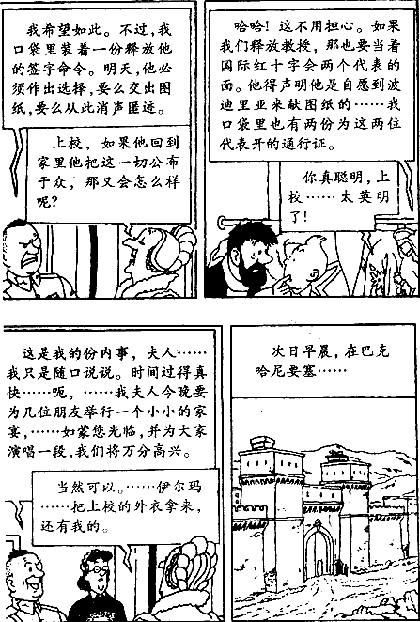 我希望如此。不过,我
口袋里装着一份释放他
的签字命令。明天,他必
须作出选择,要么交出图
纸,要么从此消声匿迹。
上校,如果他回到
家里他把这一切公布
于众,那又会怎么样
呢?
哈哈!这不用担心。如果
我们释放教授,那也要当着
国际红十字会两个代表的
面。他得声明他是自感到波
迪里亚来献图纸的……我
口袋里也有两份为这两位
代表开的通行证。
你真聪明,上
校……太英明
了!
这是我的份内事,夫人……
我只是随口说说。时间过得真
快……呃,……我夫人今晚要
为几位朋友举行一个小小的家
宴,……如蒙您光临,并为大家
演唱一段,我们将万分高兴。
当然可以。……伊尔玛
……把上校的外衣拿来,
还有我的。
次日早晨,在巴克
哈尼要塞……